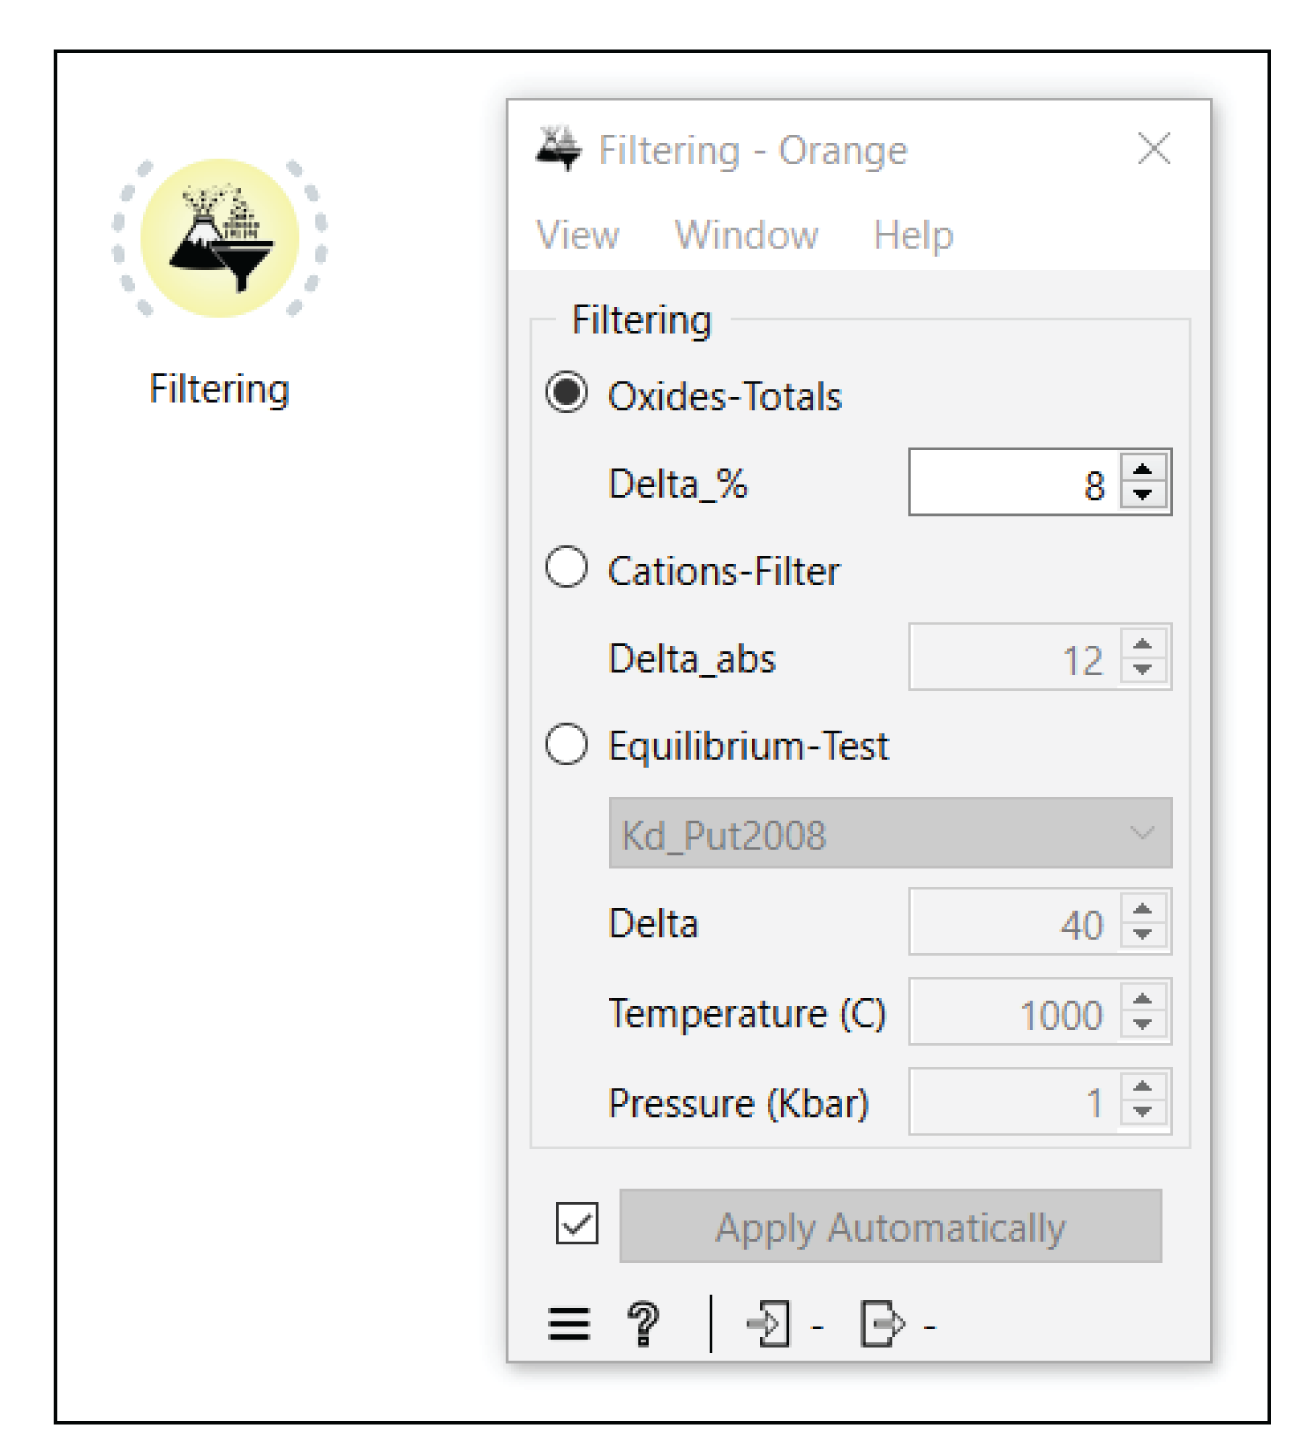 Filtering
Filtering - Orange
View Window Help
Filtering
Oxides-Totals
Delta_% 8
Cations-Filter
Delta_abs 12
Equilibrium-Test
Kd_Put2008
Delta 40
Temperature (C) 1000
Pressure (Kbar) 1
Apply Automatically
? | - -